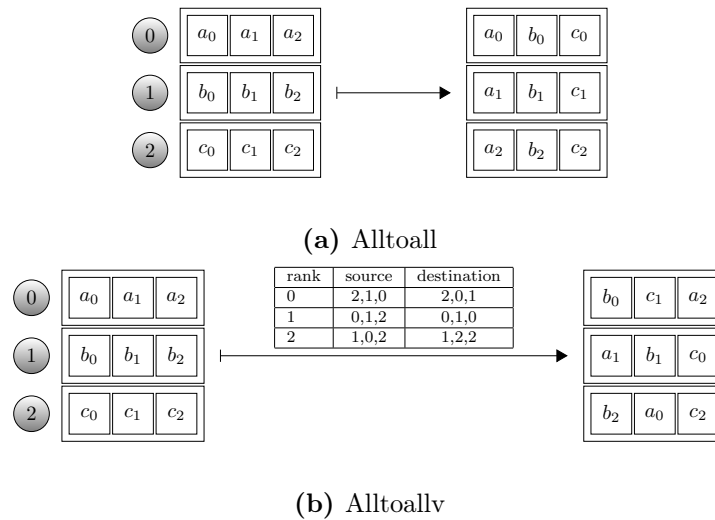 0 a₀ a₁ a₂ a₀ b₀ c₀
1 b₀ b₁ b₂ a₁ b₁ c₁
2 c₀ c₁ c₂ a₂ b₂ c₂
(a) Alltoall
rank source destination
0 2,1,0 2,0,1
1 0,1,2 0,1,0
2 1,0,2 1,2,2
0 a₀ a₁ a₂ b₀ c₁ a₂
1 b₀ b₁ b₂ a₁ b₁ c₀
2 c₀ c₁ c₂ b₂ a₀ c₂
(b) Alltoallv